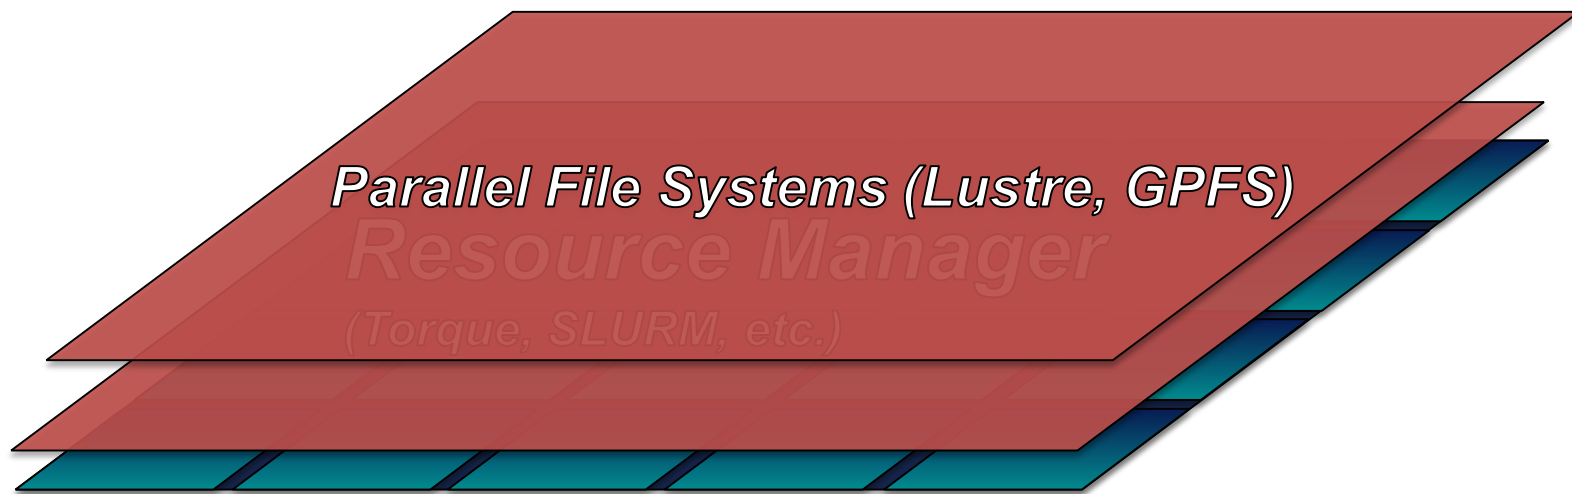 Parallel File Systems (Lustre, GPFS)
Resource Manager
(Torque, SLURM, etc.)